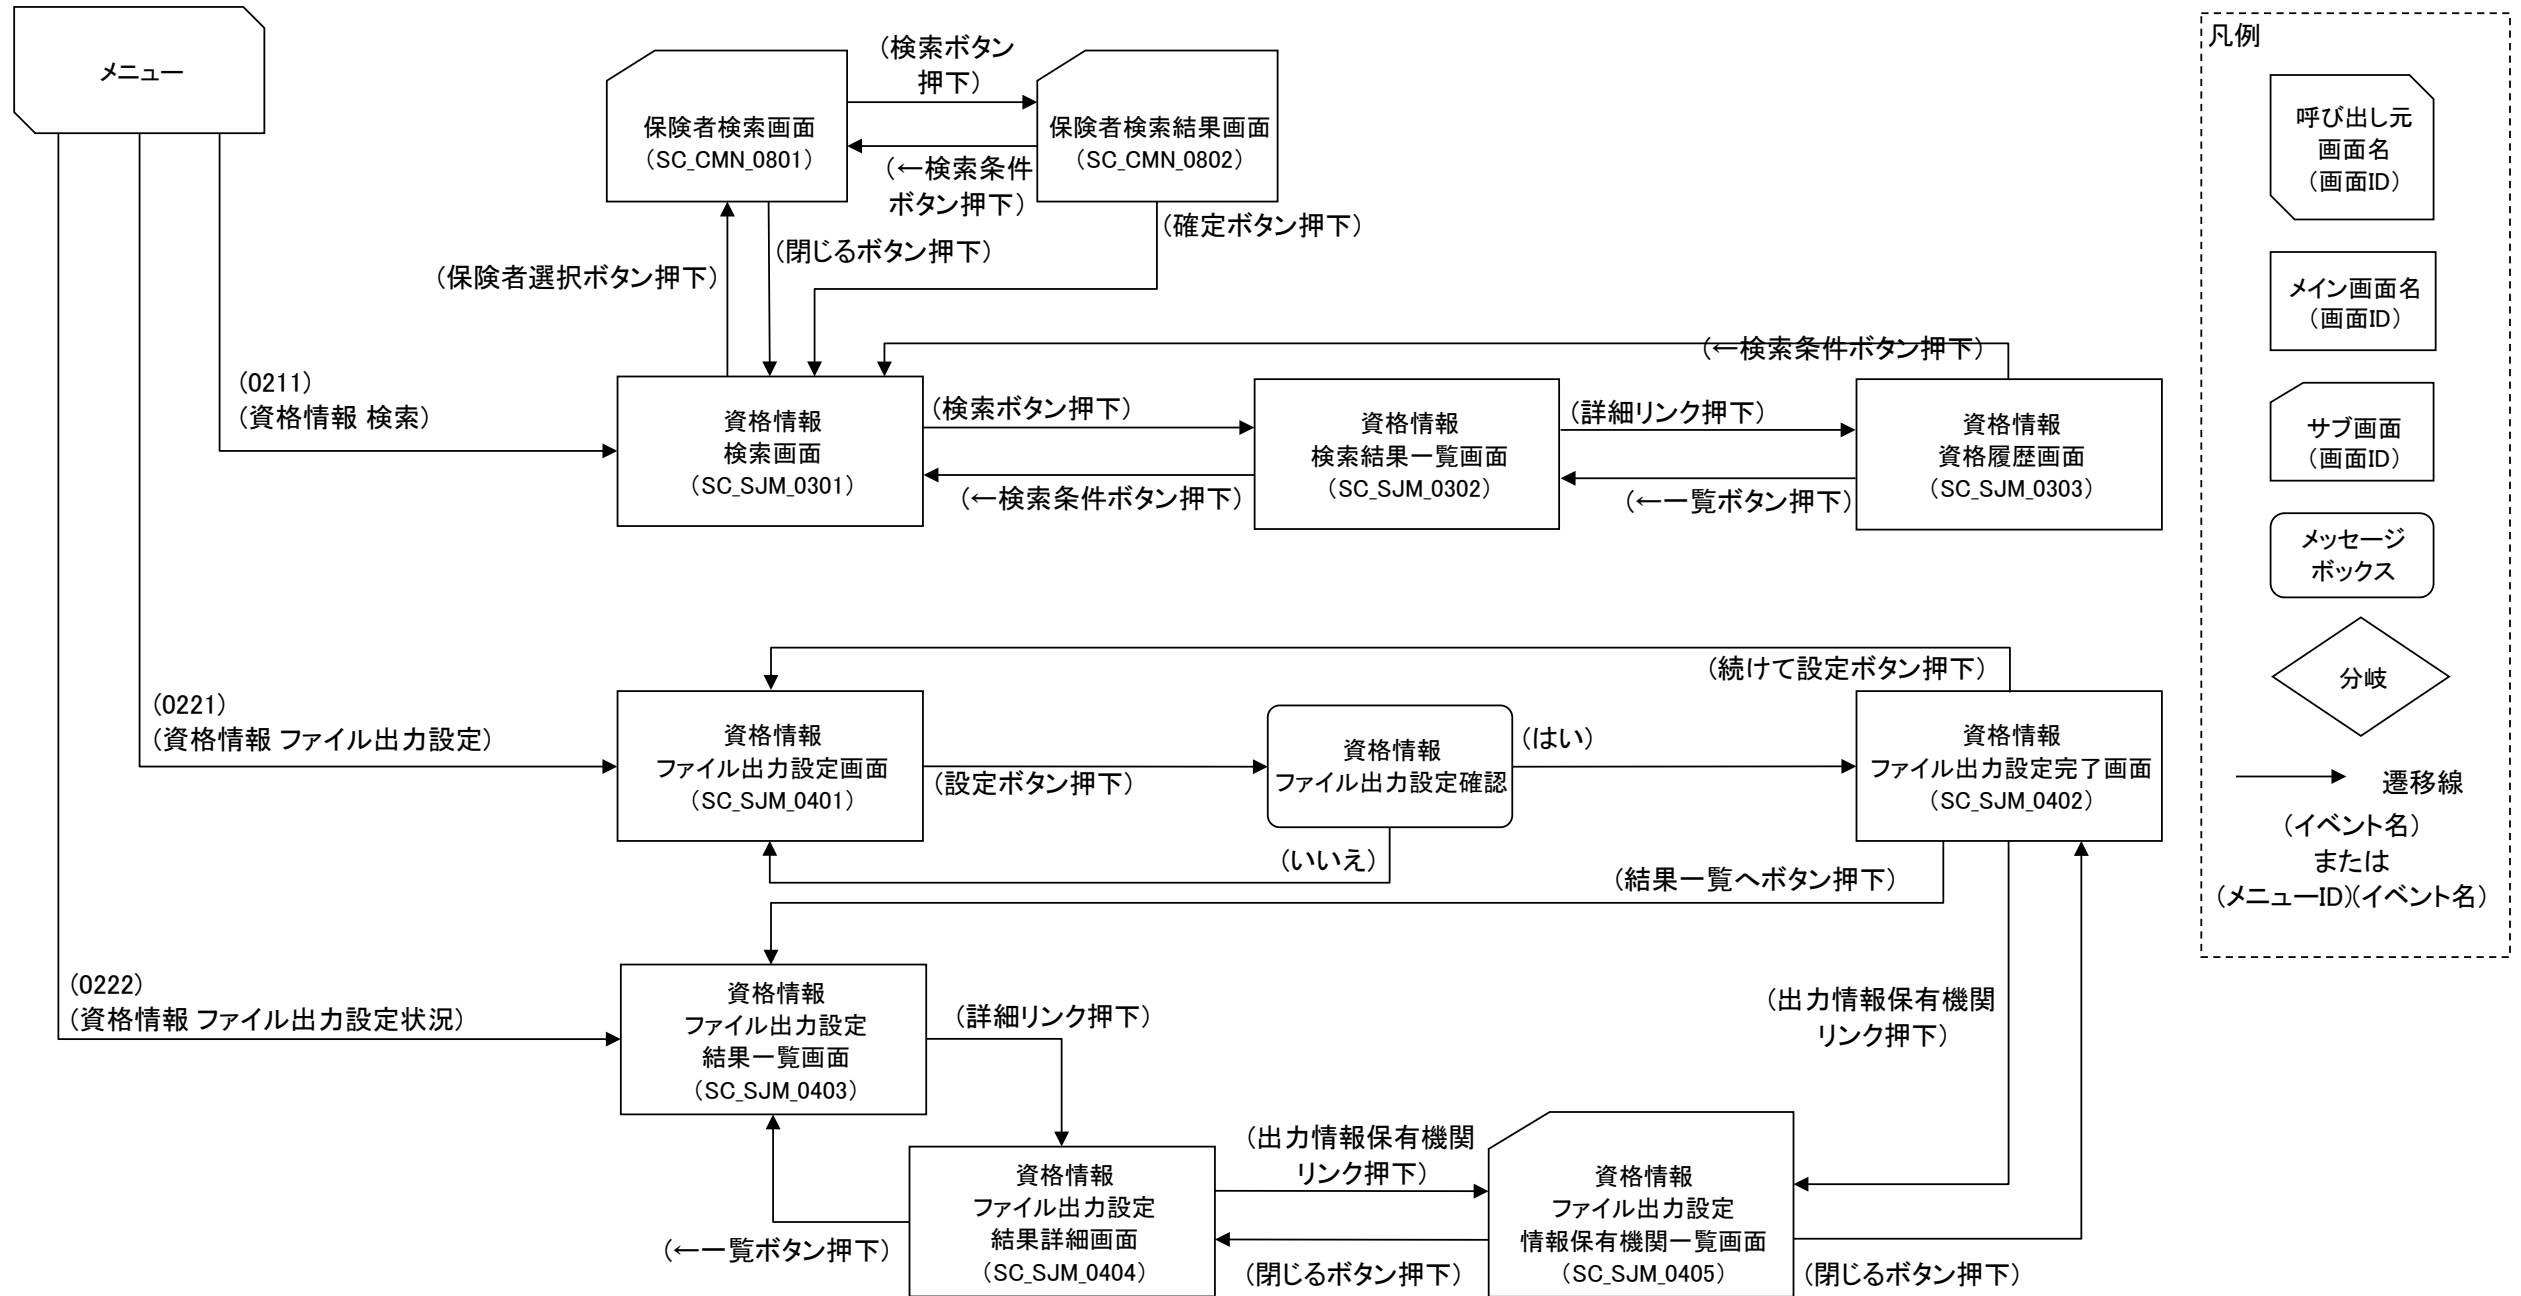 メニュー
(検索ボタン
押下)
保険者検索画面
(SC_CMN_0801)
保険者検索結果画面
(SC_CMN_0802)
(←検索条件
ボタン押下)
(確定ボタン押下)
(閉じるボタン押下)
(保険者選択ボタン押下)
(←検索条件ボタン押下)
(0211)
(資格情報 検索)
資格情報
検索画面
(SC_SJM_0301)
(検索ボタン押下)
(←検索条件ボタン押下)
資格情報
検索結果一覧画面
(SC_SJM_0302)
(詳細リンク押下)
(←一覧ボタン押下)
資格情報
資格履歴画面
(SC_SJM_0303)
(続けて設定ボタン押下)
(0221)
(資格情報 ファイル出力設定)
資格情報
ファイル出力設定画面
(SC_SJM_0401)
(設定ボタン押下)
資格情報
ファイル出力設定確認
(はい)
(いいえ)
資格情報
ファイル出力設定完了画面
(SC_SJM_0402)
(結果一覧へボタン押下)
(0222)
(資格情報 ファイル出力設定状況)
資格情報
ファイル出力設定
結果一覧画面
(SC_SJM_0403)
(詳細リンク押下)
(出力情報保有機関
リンク押下)
(←一覧ボタン押下)
資格情報
ファイル出力設定
結果詳細画面
(SC_SJM_0404)
(出力情報保有機関
リンク押下)
(閉じるボタン押下)
資格情報
ファイル出力設定
情報保有機関一覧画面
(SC_SJM_0405)
(閉じるボタン押下)
凡例
呼び出し元
画面名
(画面ID)
メイン画面名
(画面ID)
サブ画面
(画面ID)
メッセージ
ボックス
分岐
遷移線
(イベント名)
または
(メニューID)(イベント名)